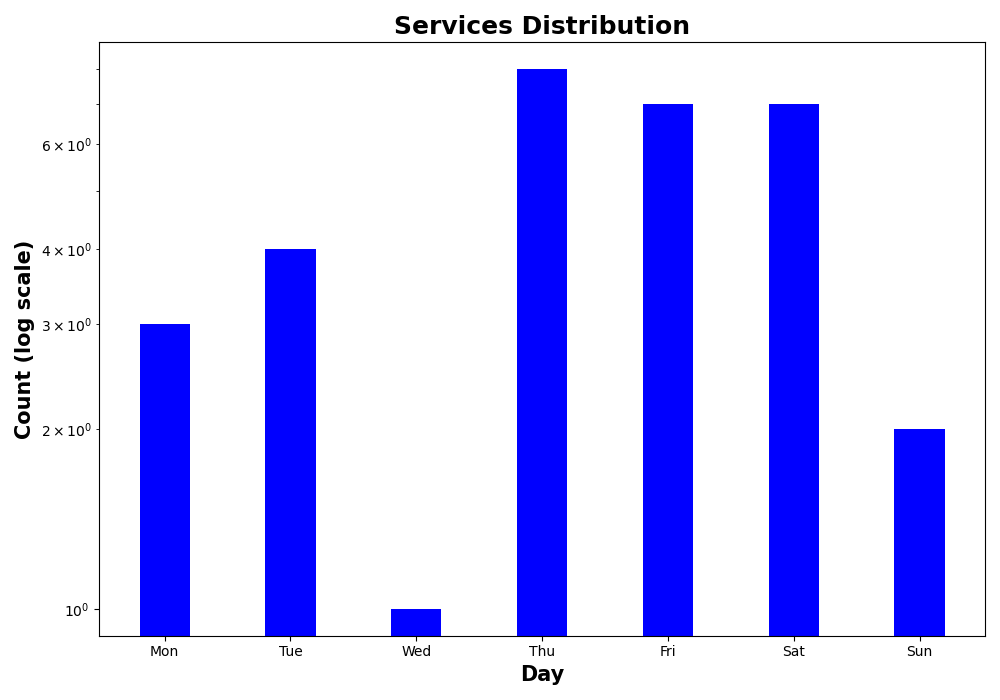 Services Distribution
Count (log scale)
6 × 10⁰
4 × 10⁰
3 × 10⁰
2 × 10⁰
10⁰
Mon Tue Wed Thu Fri Sat Sun
Day